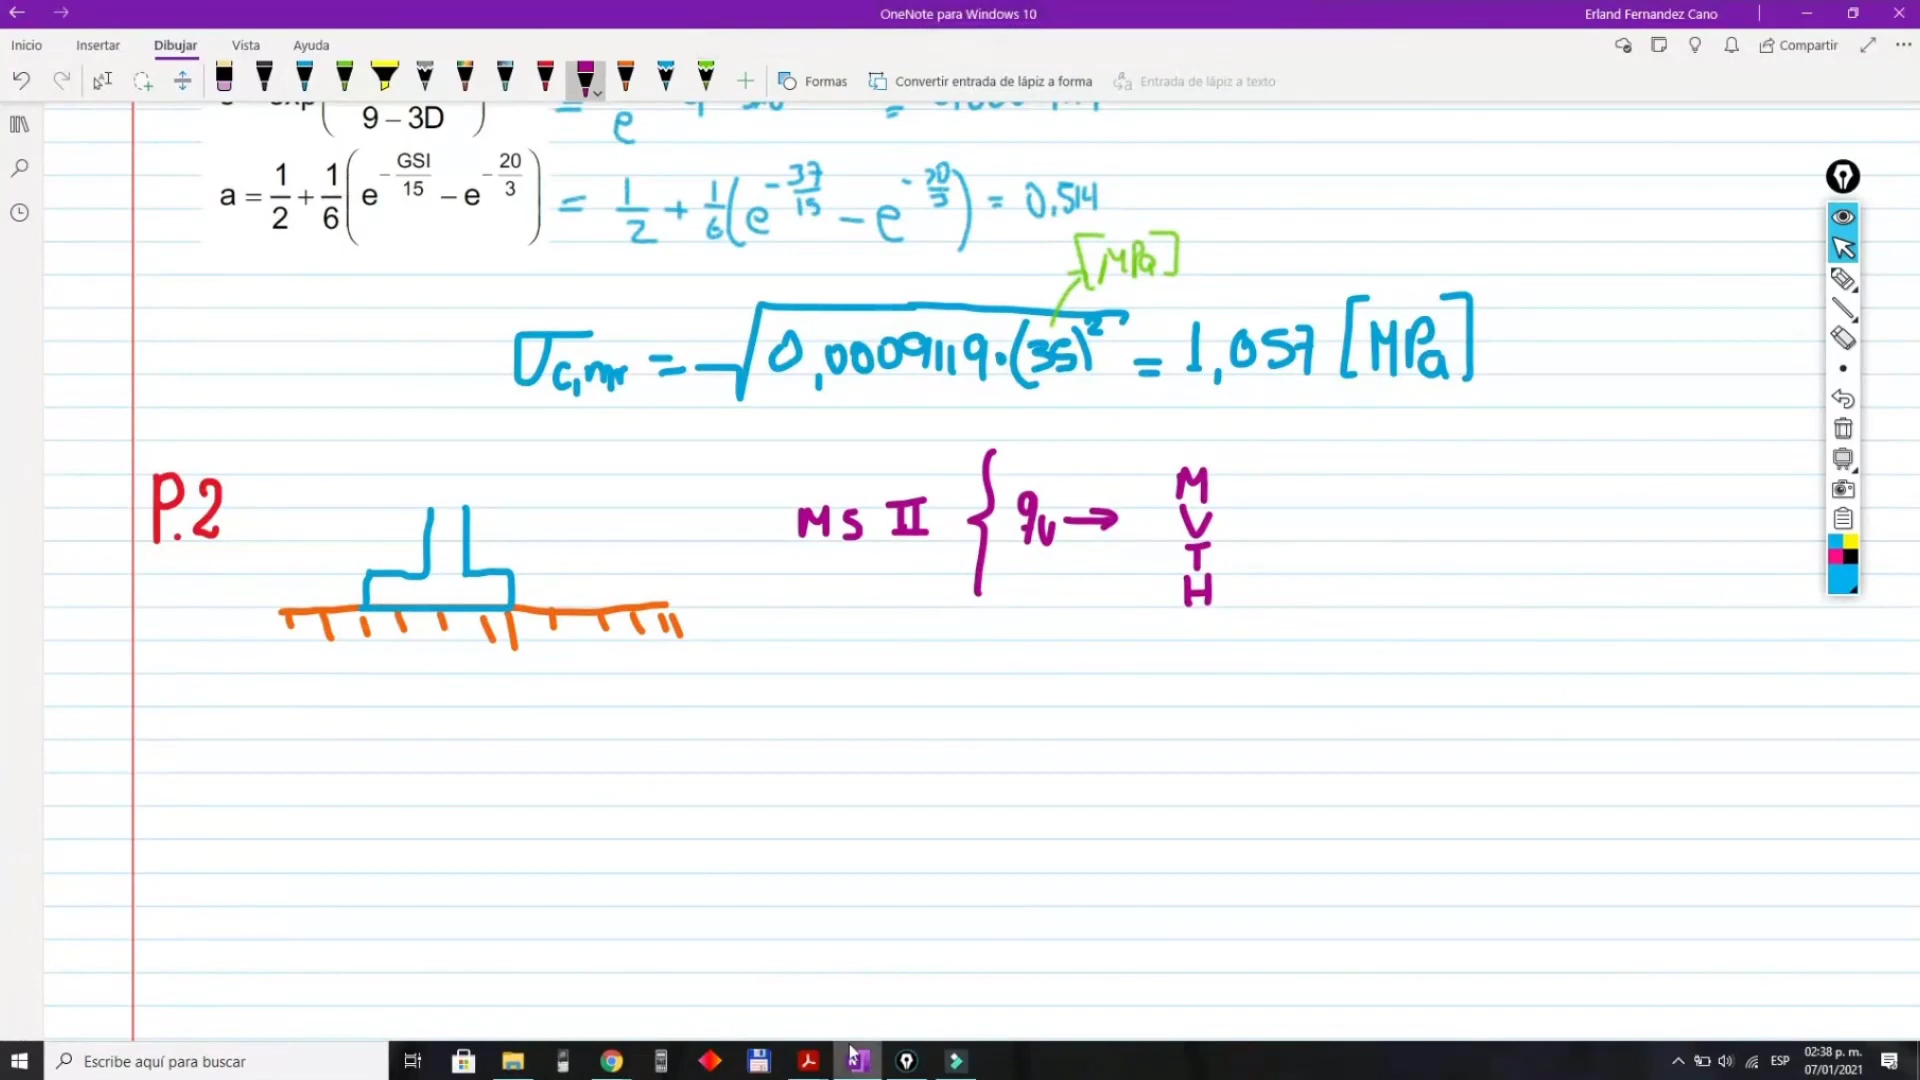 OneNote para Windows 10
Erland Fernandez Cano
Inicio Insertar Dibujar Vista Ayuda
Compartir
Formas Convertir entrada de lápiz a forma Entrada de lápiz a texto
9 – 3D
= e
a = 1/2 + 1/6 ( e^(-GSI/15) – e^(-20/3) ) = 1/2 + 1/6 ( e^(-37/15) – e^(-20/3) ) = 0,514
[MPa]
σc,mr = √(0,0009119·(35)²) = 1,057 [MPa]
P.2
MS II { qu →
M
V
T
H
Escribe aquí para buscar
ESP
02:38 p. m.
07/01/2021